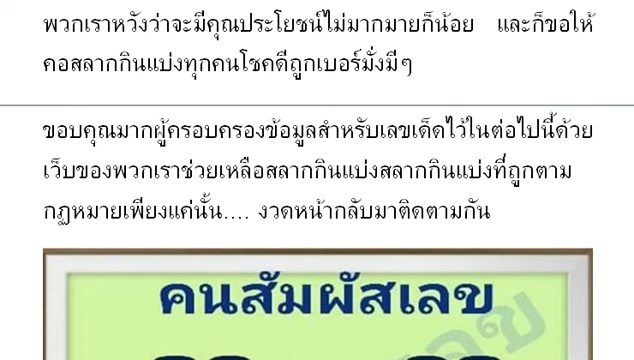 พวกเราหวังว่าจะมีคุณประโยชน์ไม่มากมายก็น้อย และก็ขอให้
คอสลากกินแบ่งทุกคนโชคดีถูกเบอร์มั่งมีๆ
ขอบคุณมากผู้ครอบครองข้อมูลสำหรับเลขเด็ดไว้ในต่อไปนี้ด้วย
เว็บของพวกเราช่วยเหลือสลากกินแบ่งสลากกินแบ่งที่ถูกตาม
กฏหมายเพียงแค่นั้น.... งวดหน้ากลับมาติดตามกัน
คนสัมผัสเลข